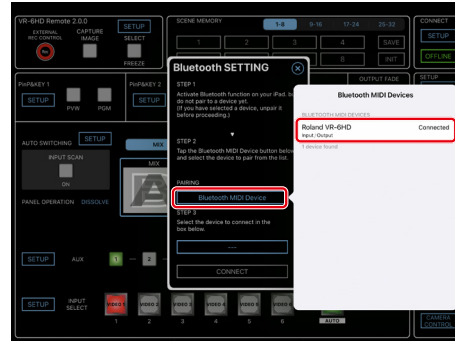 VR-6HD Remote 2.0.0
EXTERNAL
REC CONTROL
Rec
CAPTURE
IMAGE
SETUP
SELECT
FREEZE
SCENE MEMORY
1-8
9-16
17-24
25-32
1
2
3
4
SAVE
8
INIT
CONNECT
SETUP
OFFLINE
PinP&KEY 1
SETUP
PVW
PGM
PinP&KEY 2
SETUP
OUTPUT FADE
SETUP
Bluetooth SETTING
STEP 1
Activate Bluetooth function on your iPad. bu
do not pair to a device yet.
(If you have selected a device, unpair it
before proceeding.)
STEP 2
Tap the Bluetooth MIDI Device button below
and select the device to pair from the list.
PAIRING
Bluetooth MIDI Device
STEP 3
Select the device to connect in the
box below.
----
CONNECT
Bluetooth MIDI Devices
BLUETOOTH MIDI DEVICES
Roland VR-6HD
Connected
Input / Output
1 device found
AUTO SWITCHING
SETUP
INPUT SCAN
ON
PANEL OPERATION
DISSOLVE
MIX
MIX
A
SETUP
AUX
1
2
SETUP
INPUT
SELECT
VIDEO 1
VIDEO 2
VIDEO 3
VIDEO 4
VIDEO 5
VIDEO 6
1
2
3
4
5
6
AUTO
CAMERA
CONTROL